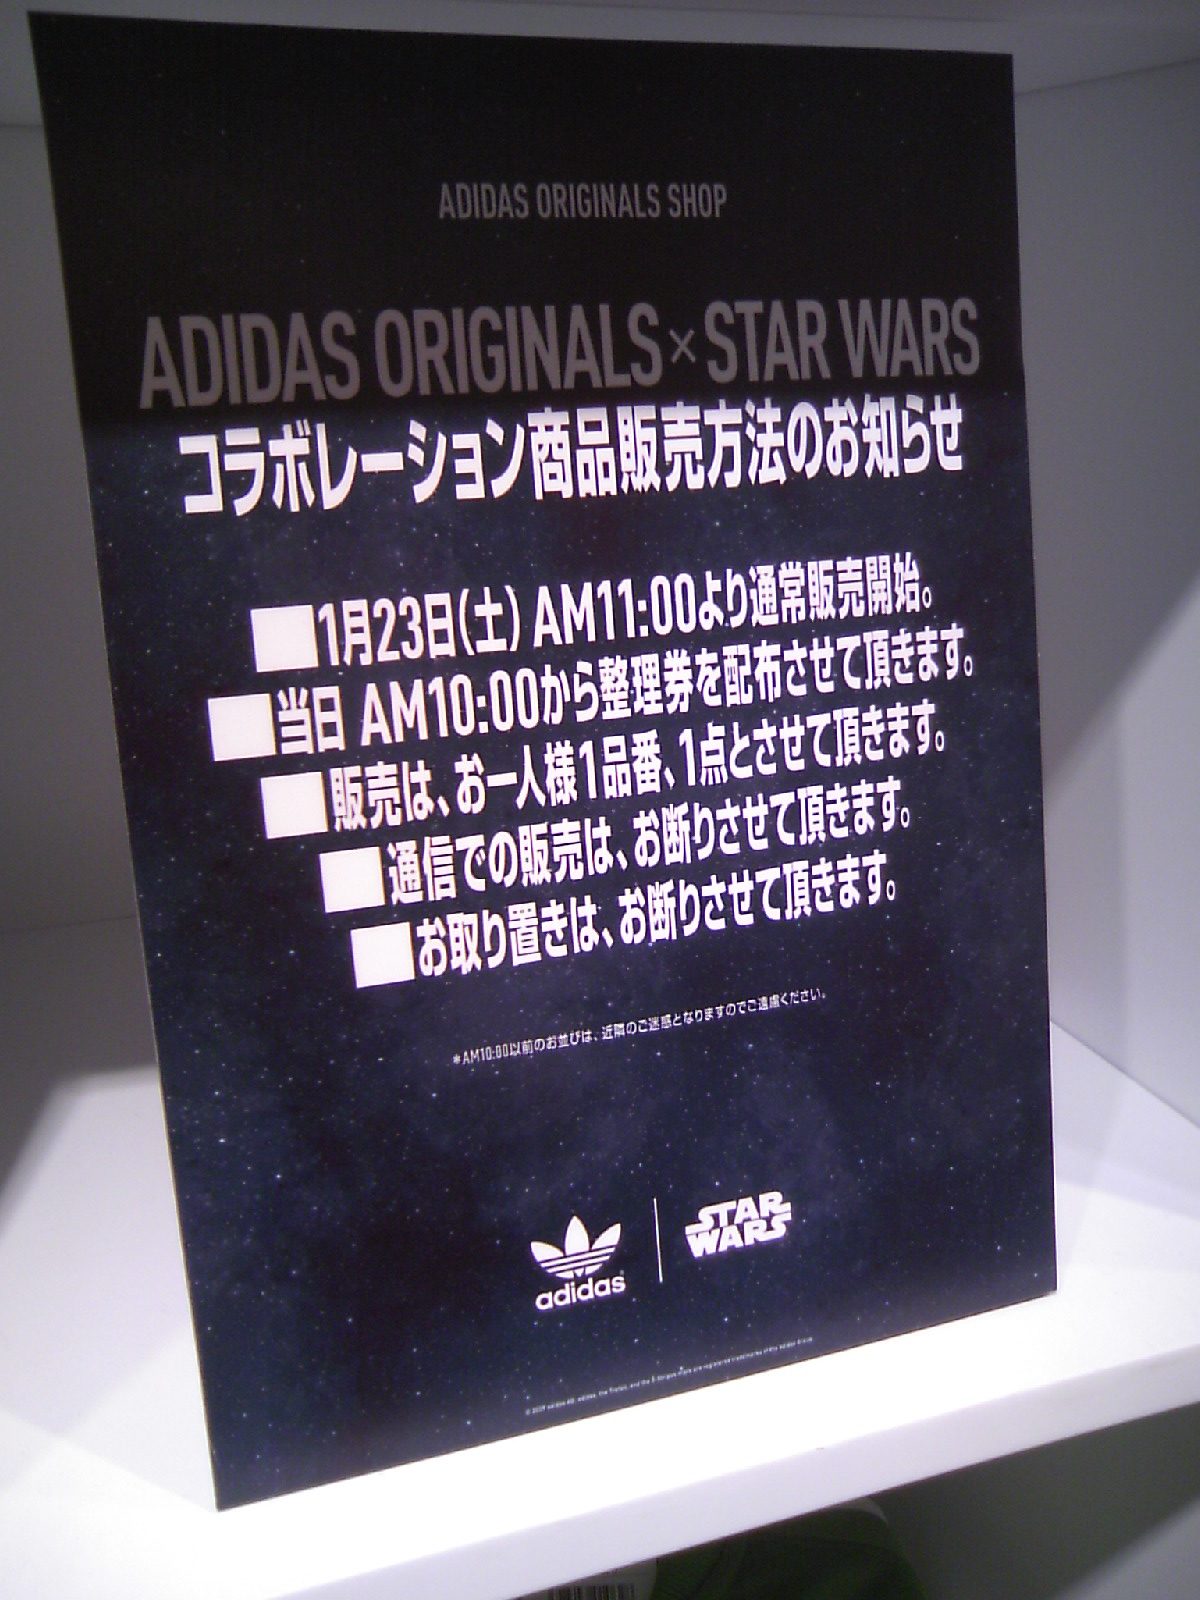 ADIDAS ORIGINALS SHOP
ADIDAS ORIGINALS×STAR WARS
コラボレーション商品販売方法のお知らせ
■1月23日(土) AM11:00より通常販売開始。
■当日 AM10:00から整理券を配布させて頂きます。
■販売は、お一人様1品番、1点とさせて頂きます。
■通信での販売は、お断りさせて頂きます。
■お取り置きは、お断りさせて頂きます。
*AM10:00以前のお並びは、近隣のご迷惑となりますのでご遠慮ください。
adidas
STAR WARS